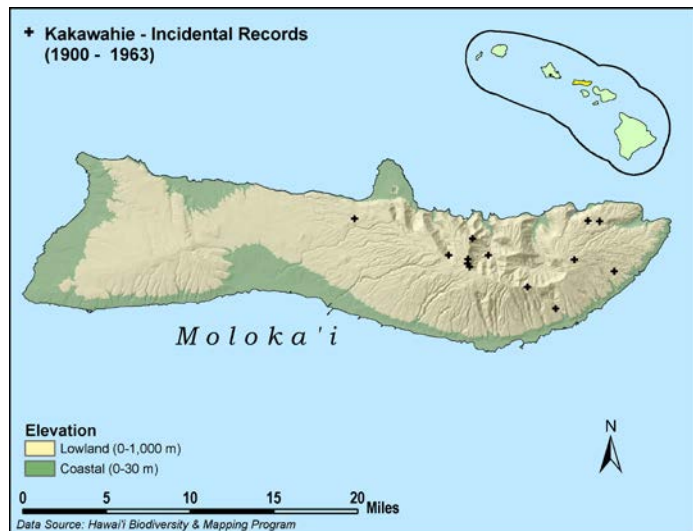 + Kakawahie - Incidental Records
(1900 - 1963)
Moloka'i
N
Elevation
Lowland (0-1,000 m)
Coastal (0-30 m)
0 5 10 15 20
Miles
Data Source: Hawai'i Biodiversity & Mapping Program